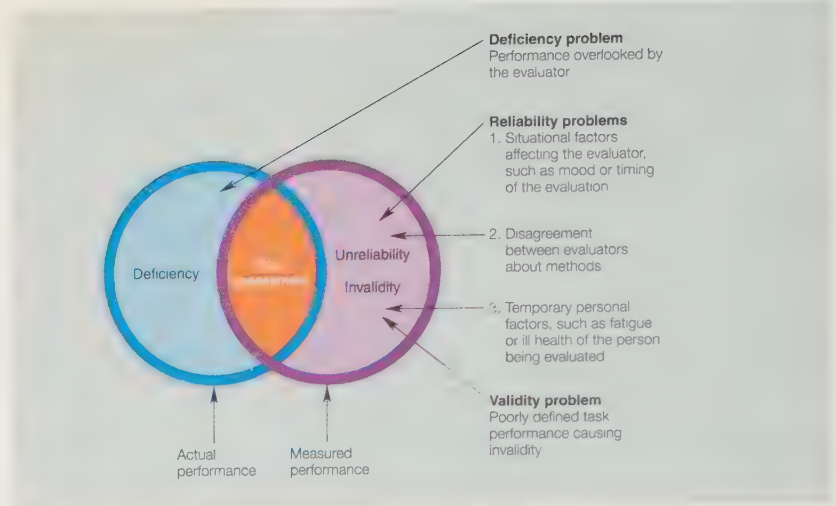 Deficiency problem
Performance overlooked by
the evaluator
Reliability problems
1. Situational factors
affecting the evaluator,
such as mood or timing
of the evaluation
2. Disagreement
between evaluators
about methods
3. Temporary personal
factors, such as fatigue
or ill health of the person
being evaluated
Validity problem
Poorly defined task
performance causing
invalidity
Deficiency
Unreliability
Invalidity
Actual
performance
Measured
performance